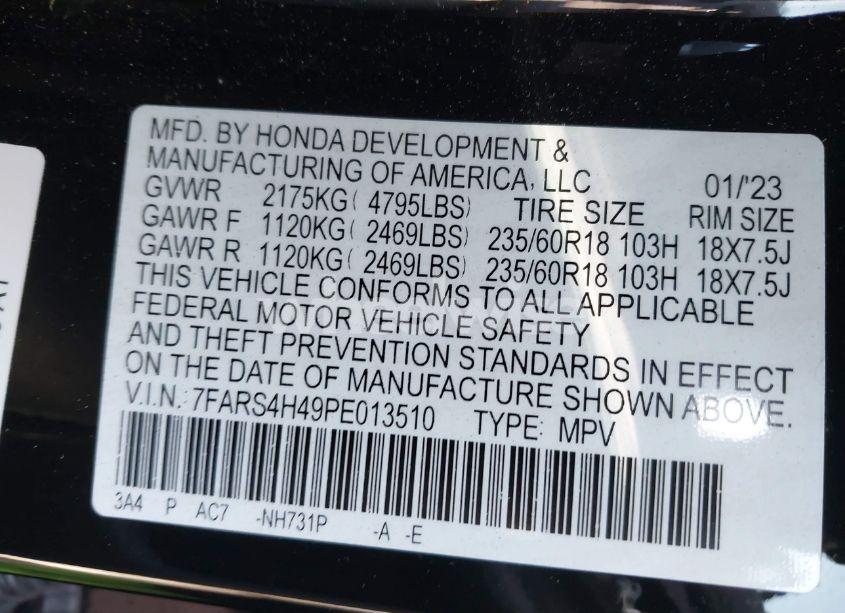 MFD. BY HONDA DEVELOPMENT &
MANUFACTURING OF AMERICA, LLC 01/'23
GVWR 2175KG( 4795LBS) TIRE SIZE RIM SIZE
GAWR F 1120KG( 2469LBS) 235/60R18 103H 18X7.5J
GAWR R 1120KG( 2469LBS) 235/60R18 103H 18X7.5J
THIS VEHICLE CONFORMS TO ALL APPLICABLE
FEDERAL MOTOR VEHICLE SAFETY
AND THEFT PREVENTION STANDARDS IN EFFECT
ON THE DATE OF MANUFACTURE SHOWN ABOVE.
V.I.N.: 7FARS4H49PE013510 TYPE: MPV
3A4 P AC7 -NH731P -A -E